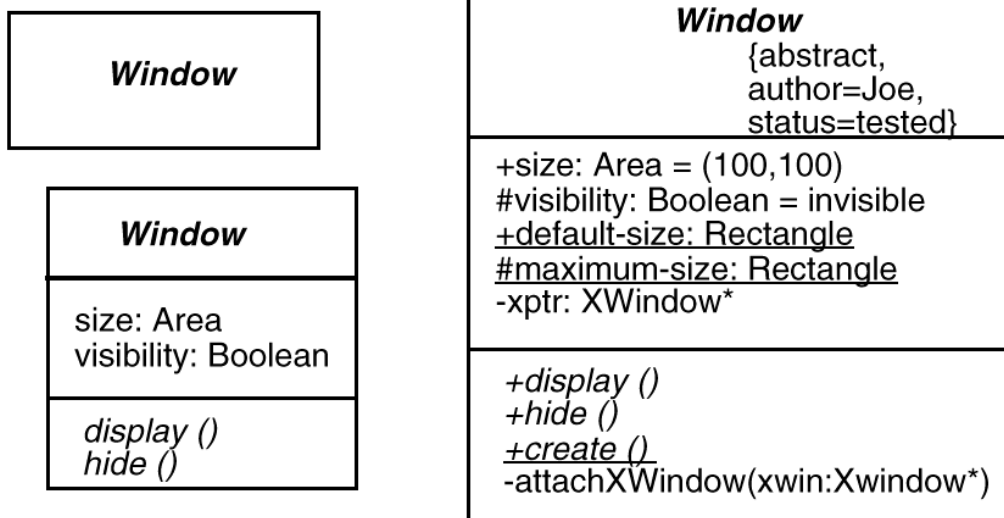 Window
Window
size: Area
visibility: Boolean
display ()
hide ()
Window
{abstract,
author=Joe,
status=tested}
+size: Area = (100,100)
#visibility: Boolean = invisible
+default-size: Rectangle
#maximum-size: Rectangle
-xptr: XWindow*
+display ()
+hide ()
+create ()
-attachXWindow(xwin:Xwindow*)